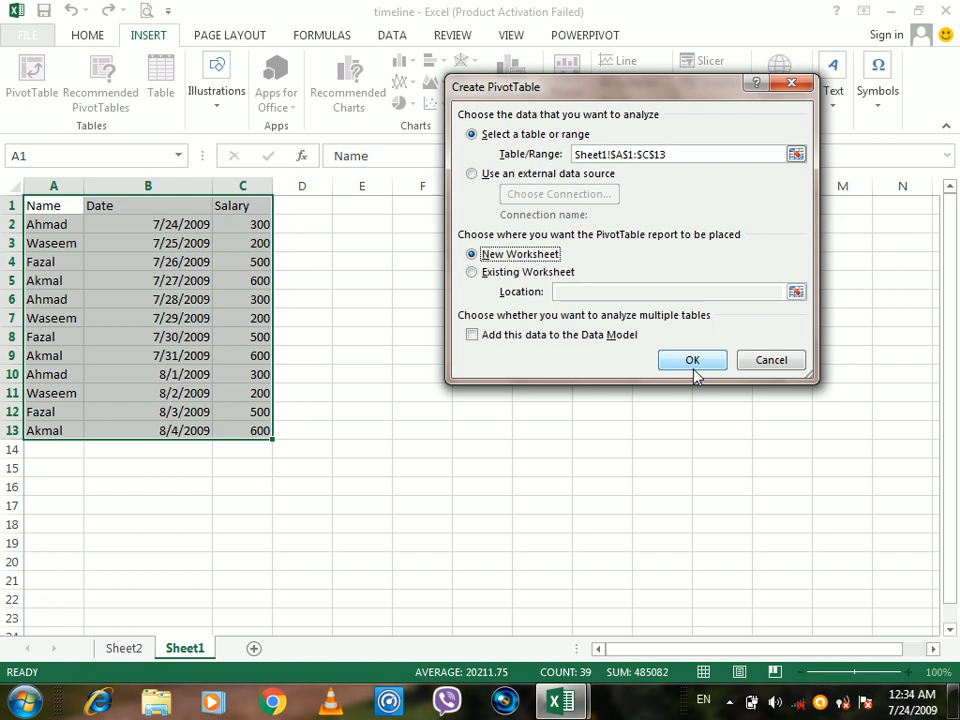 timeline - Excel (Product Activation Failed)
FILE HOME INSERT PAGE LAYOUT FORMULAS DATA REVIEW VIEW POWERPIVOT Sign in
PivotTable Recommended PivotTables Table Illustrations Apps for Office Recommended Charts Line Slicer Text Symbols
Tables Apps Charts
Create PivotTable
Choose the data that you want to analyze
Select a table or range
Table/Range: Sheet1!$A$1:$C$13
Use an external data source
Choose Connection...
Connection name:
Choose where you want the PivotTable report to be placed
New Worksheet
Existing Worksheet
Location:
Choose whether you want to analyze multiple tables
Add this data to the Data Model
OK Cancel
A1 fx Name
A B C D E F M N
1 Name Date Salary
2 Ahmad 7/24/2009 300
3 Waseem 7/25/2009 200
4 Fazal 7/26/2009 500
5 Akmal 7/27/2009 600
6 Ahmad 7/28/2009 300
7 Waseem 7/29/2009 200
8 Fazal 7/30/2009 500
9 Akmal 7/31/2009 600
10 Ahmad 8/1/2009 300
11 Waseem 8/2/2009 200
12 Fazal 8/3/2009 500
13 Akmal 8/4/2009 600
14
15
16
17
18
19
20
21
22
23
Sheet2 Sheet1
READY AVERAGE: 20211.75 COUNT: 39 SUM: 485082 100%
EN 12:34 AM
7/24/2009